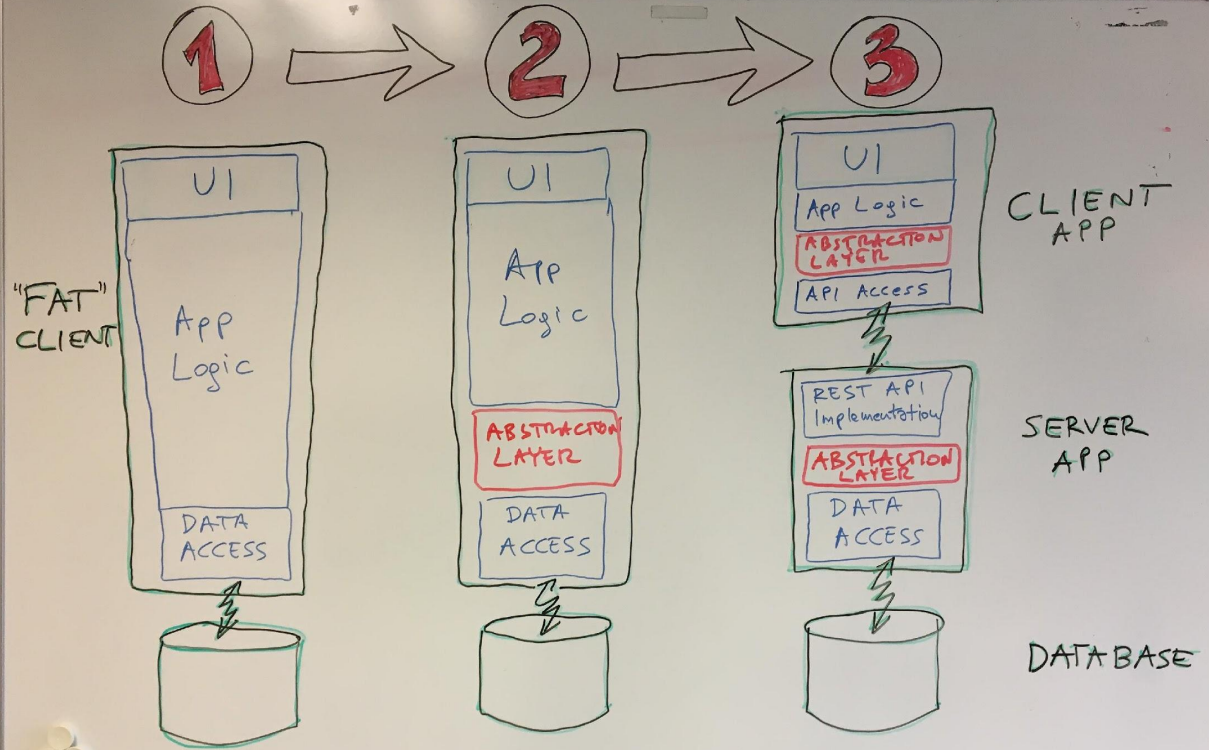 1
2
3
"FAT"
CLIENT
UI
App
Logic
DATA
ACCESS
UI
App
Logic
ABSTRACTION
LAYER
DATA
ACCESS
UI
App Logic
ABSTRACTION
LAYER
API Access
CLIENT
APP
REST API
Implementation
ABSTRACTION
LAYER
DATA
ACCESS
SERVER
APP
DATABASE